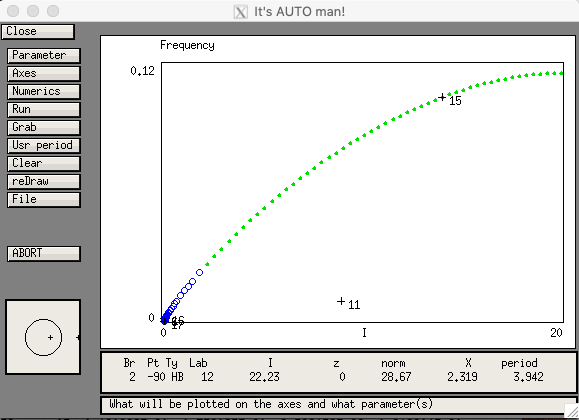 It's AUTO man!
Close
Parameter
Axes
Numerics
Run
Grab
Usr period
Clear
reDraw
File
ABORT
Frequency
0.12
15
11
0
0 I 20
Br Pt Ty Lab I z norm X period
2 -90 HB 12 22.23 0 28.67 2.319 3.942
What will be plotted on the axes and what parameter(s)